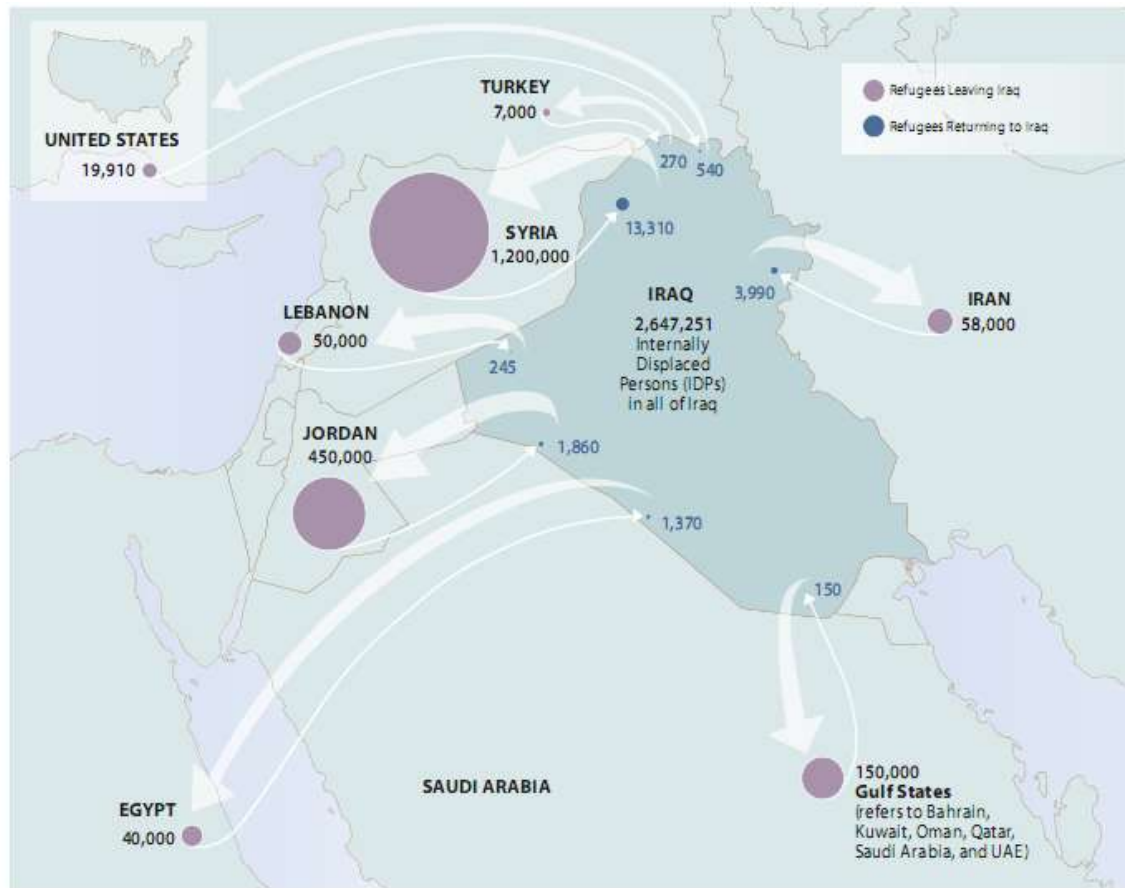 UNITED STATES
19,910
TURKEY
7,000
Refugees Leaving Iraq
Refugees Returning to Iraq
270
540
SYRIA
1,200,000
13,310
LEBANON
50,000
245
IRAQ
2,647,251
Internally
Displaced
Persons (IDPs)
in all of Iraq
3,990
IRAN
58,000
JORDAN
450,000
1,860
1,370
150
EGYPT
40,000
SAUDI ARABIA
150,000
Gulf States
(refers to Bahrain,
Kuwait, Oman, Qatar,
Saudi Arabia, and UAE)